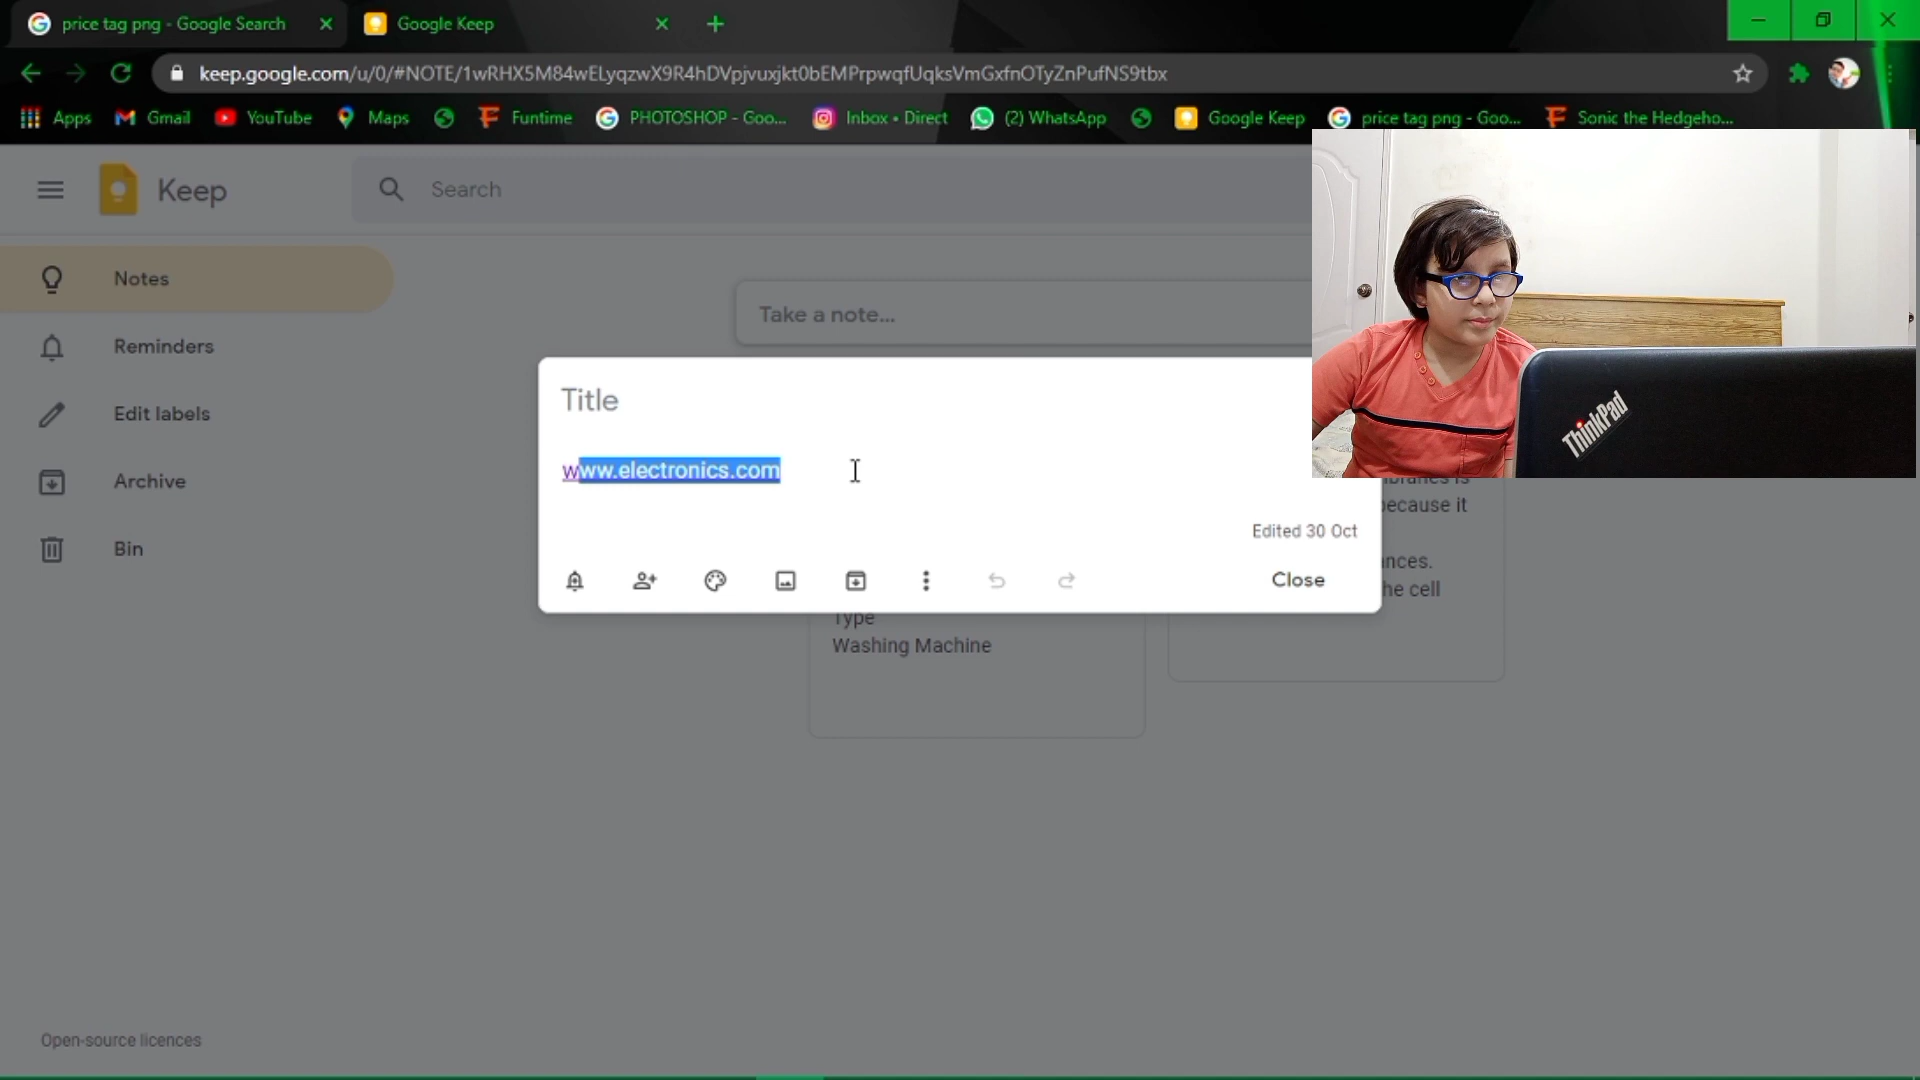 price tag png - Google Search
Google Keep
keep.google.com/u/0/#NOTE/1wRHX5M84wELyqzwX9R4hDVpjvuxjkt0bEMPrpwqfUqksVmGxfnOTyZnPufNS9tbx
Apps
Gmail
YouTube
Maps
Funtime
PHOTOSHOP - Goo...
Inbox • Direct
(2) WhatsApp
Google Keep
price tag png - Goo...
Sonic the Hedgeho...
Keep
Search
Notes
Reminders
Edit labels
Archive
Bin
Take a note...
Title
www.electronics.com
Edited 30 Oct
Close
ThinkPad
because it
nces.
he cell
Type
Washing Machine
Open-source licences